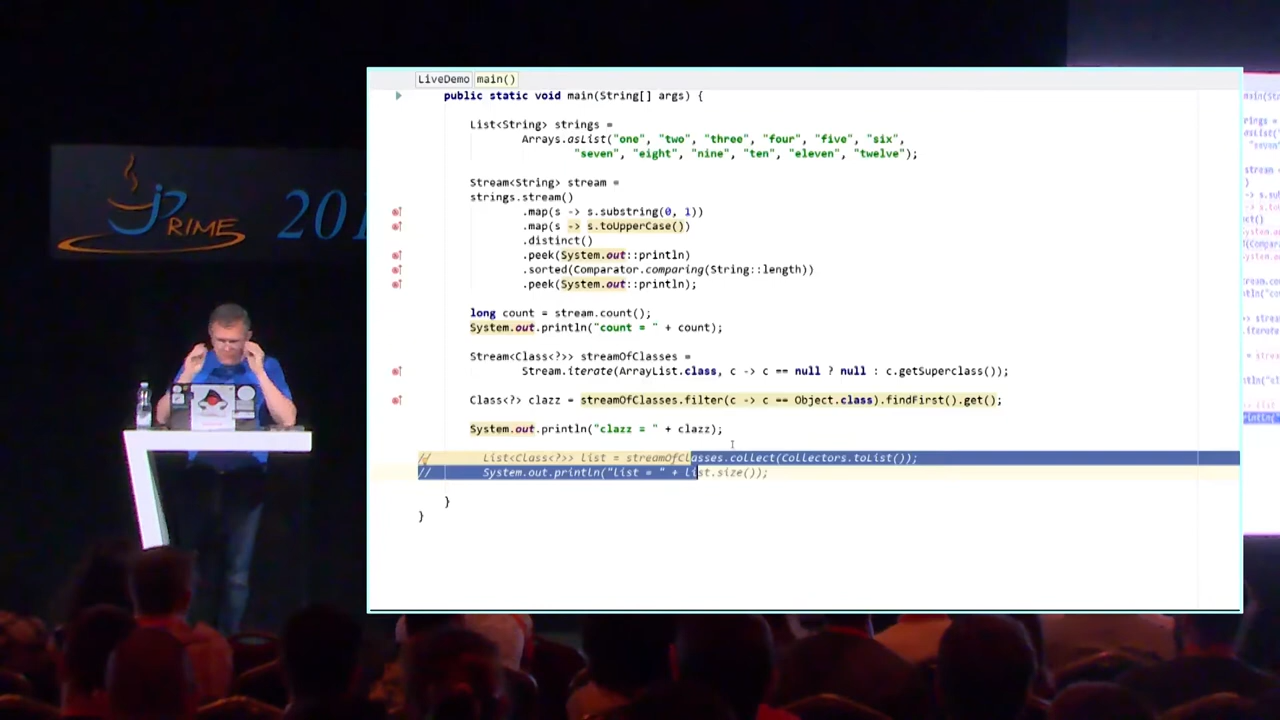 LiveDemo main()
public static void main(String[] args) {
List<String> strings =
Arrays.asList("one", "two", "three", "four", "five", "six",
"seven", "eight", "nine", "ten", "eleven", "twelve");
Stream<String> stream =
strings.stream()
.map(s -> s.substring(0, 1))
.map(s -> s.toUpperCase())
.distinct()
.peek(System.out::println)
.sorted(Comparator.comparing(String::length))
.peek(System.out::println);
long count = stream.count();
System.out.println("count = " + count);
Stream<Class<?>> streamOfClasses =
Stream.iterate(ArrayList.class, c -> c == null ? null : c.getSuperclass());
Class<?> clazz = streamOfClasses.filter(c -> c == Object.class).findFirst().get();
System.out.println("clazz = " + clazz);
// List<Class<?>> list = streamOfClasses.collect(Collectors.toList());
// System.out.println("list = " + list.size());
}
}
JPRIME 201